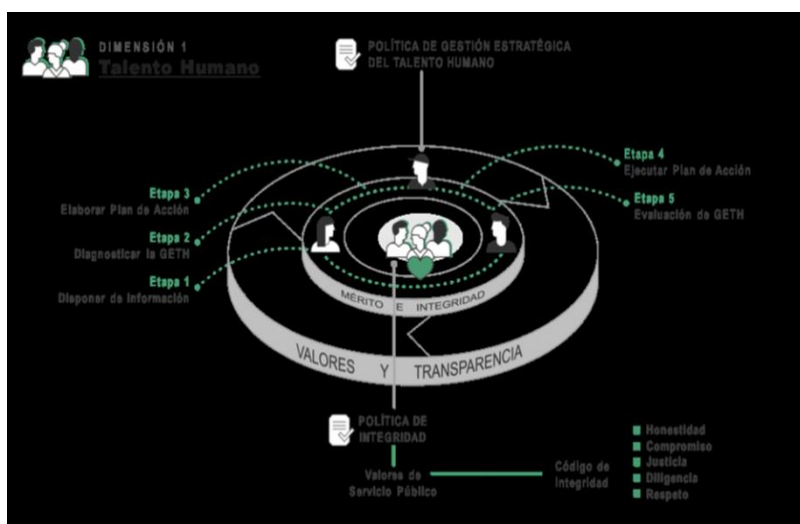 DIMENSIÓN 1
Talento Humano
POLÍTICA DE GESTIÓN ESTRATÉGICA
DEL TALENTO HUMANO
Etapa 3
Elaborar Plan de Acción
Etapa 2
Diagnosticar la GETH
Etapa 1
Disponer de Información
Etapa 4
Ejecutar Plan de Acción
Etapa 5
Evaluación de GETH
MÉRITO E INTEGRIDAD
VALORES Y TRANSPARENCIA
POLÍTICA DE
INTEGRIDAD
Valores de
Servicio Público
Código de
Integridad
Honestidad
Compromiso
Justicia
Diligencia
Respeto